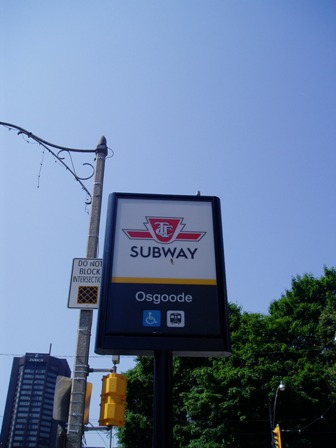 TTC
SUBWAY
DO NOT
BLOCK
INTERSECTION
Osgoode